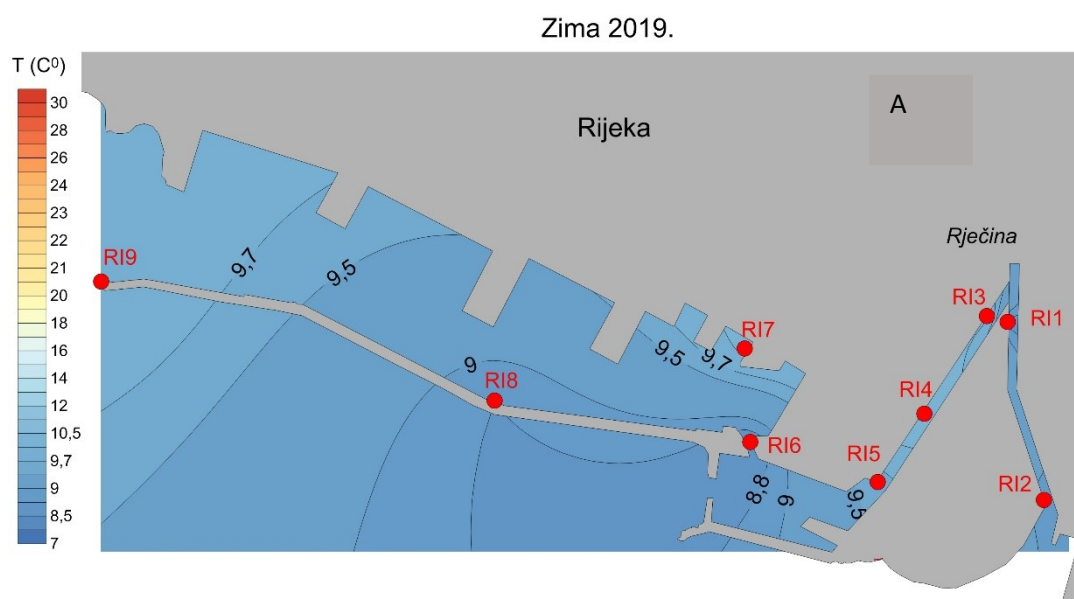 Zima 2019.
T (C⁰)
30
28
26
24
23
22
21
20
18
16
14
12
10,5
9,7
9
8,5
7
Rijeka
A
Rječina
RI9
9,7
9,5
RI3
RI1
RI7
9,5
9,7
9
RI8
RI4
RI6
RI5
RI2
8,8
9
9,5